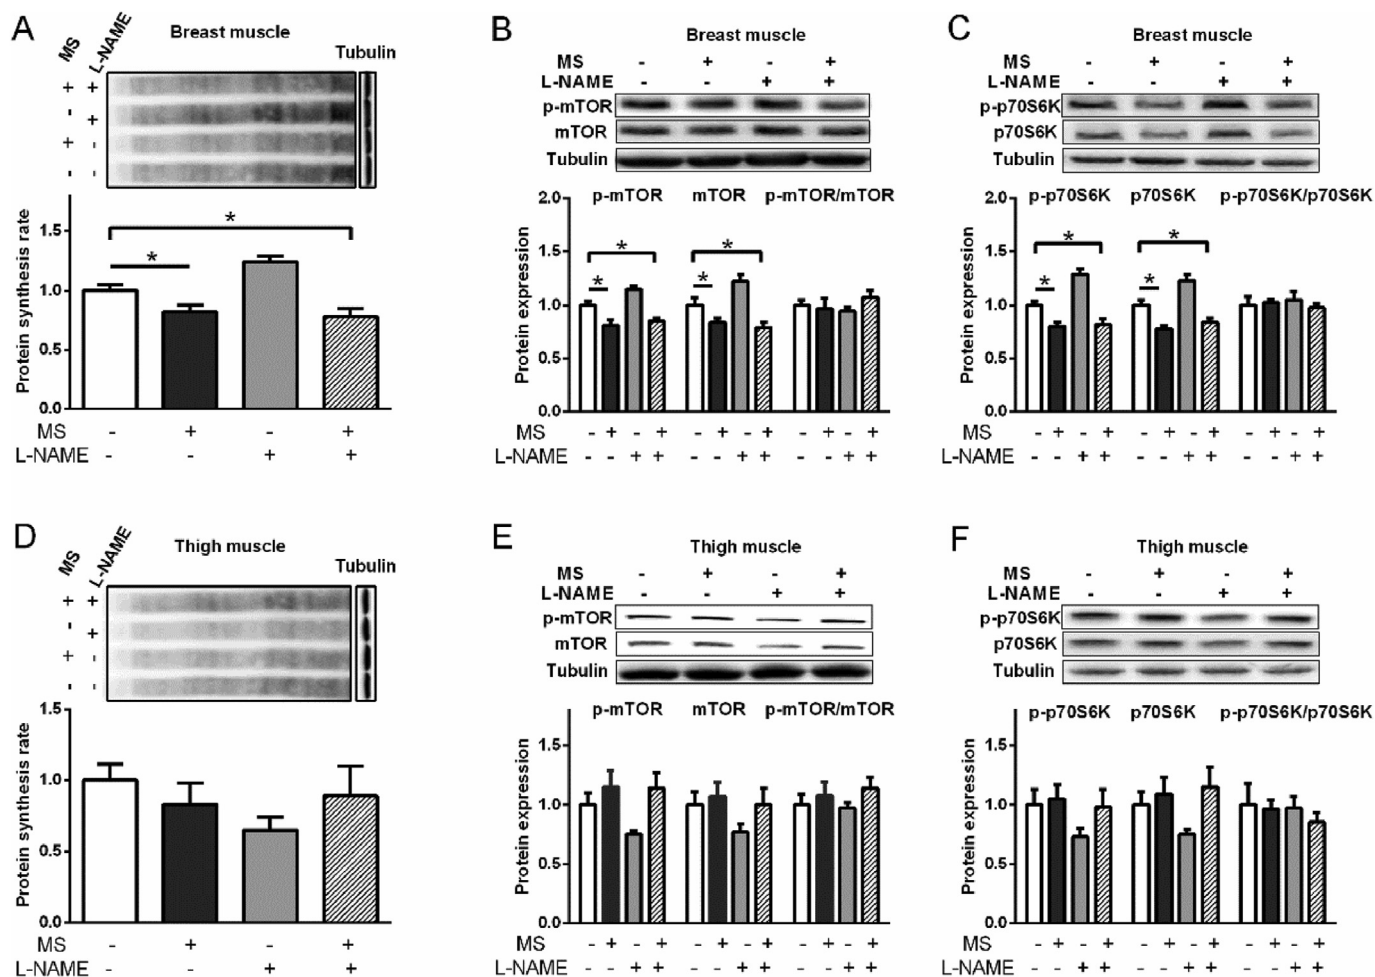 A
Breast muscle
MS
L-NAME
Tubulin
+ +
- +
+ -
- -
Protein synthesis rate
1.5
1.0
0.5
0.0
*
*
MS - + - +
L-NAME - - + +
B
Breast muscle
MS - + - +
L-NAME - - + +
p-mTOR
mTOR
Tubulin
p-mTOR mTOR p-mTOR/mTOR
Protein expression
2.0
1.5
1.0
0.5
0.0
* *
* *
MS - + - + - + - + - + - +
L-NAME - - + + - - + + - - + +
C
Breast muscle
MS - + - +
L-NAME - - + +
p-p70S6K
p70S6K
Tubulin
p-p70S6K p70S6K p-p70S6K/p70S6K
Protein expression
2.0
1.5
1.0
0.5
0.0
* *
* *
MS - + - + - + - + - + - +
L-NAME - - + + - - + + - - + +
D
Thigh muscle
MS
L-NAME
Tubulin
+ +
- +
+ -
- -
Protein synthesis rate
1.5
1.0
0.5
0.0
MS - + - +
L-NAME - - + +
E
Thigh muscle
MS - + - +
L-NAME - - + +
p-mTOR
mTOR
Tubulin
p-mTOR mTOR p-mTOR/mTOR
Protein expression
1.5
1.0
0.5
0.0
MS - + - + - + - + - + - +
L-NAME - - + + - - + + - - + +
F
Thigh muscle
MS - + - +
L-NAME - - + +
p-p70S6K
p70S6K
Tubulin
p-p70S6K p70S6K p-p70S6K/p70S6K
Protein expression
1.5
1.0
0.5
0.0
MS - + - + - + - + - + - +
L-NAME - - + + - - + + - - + +